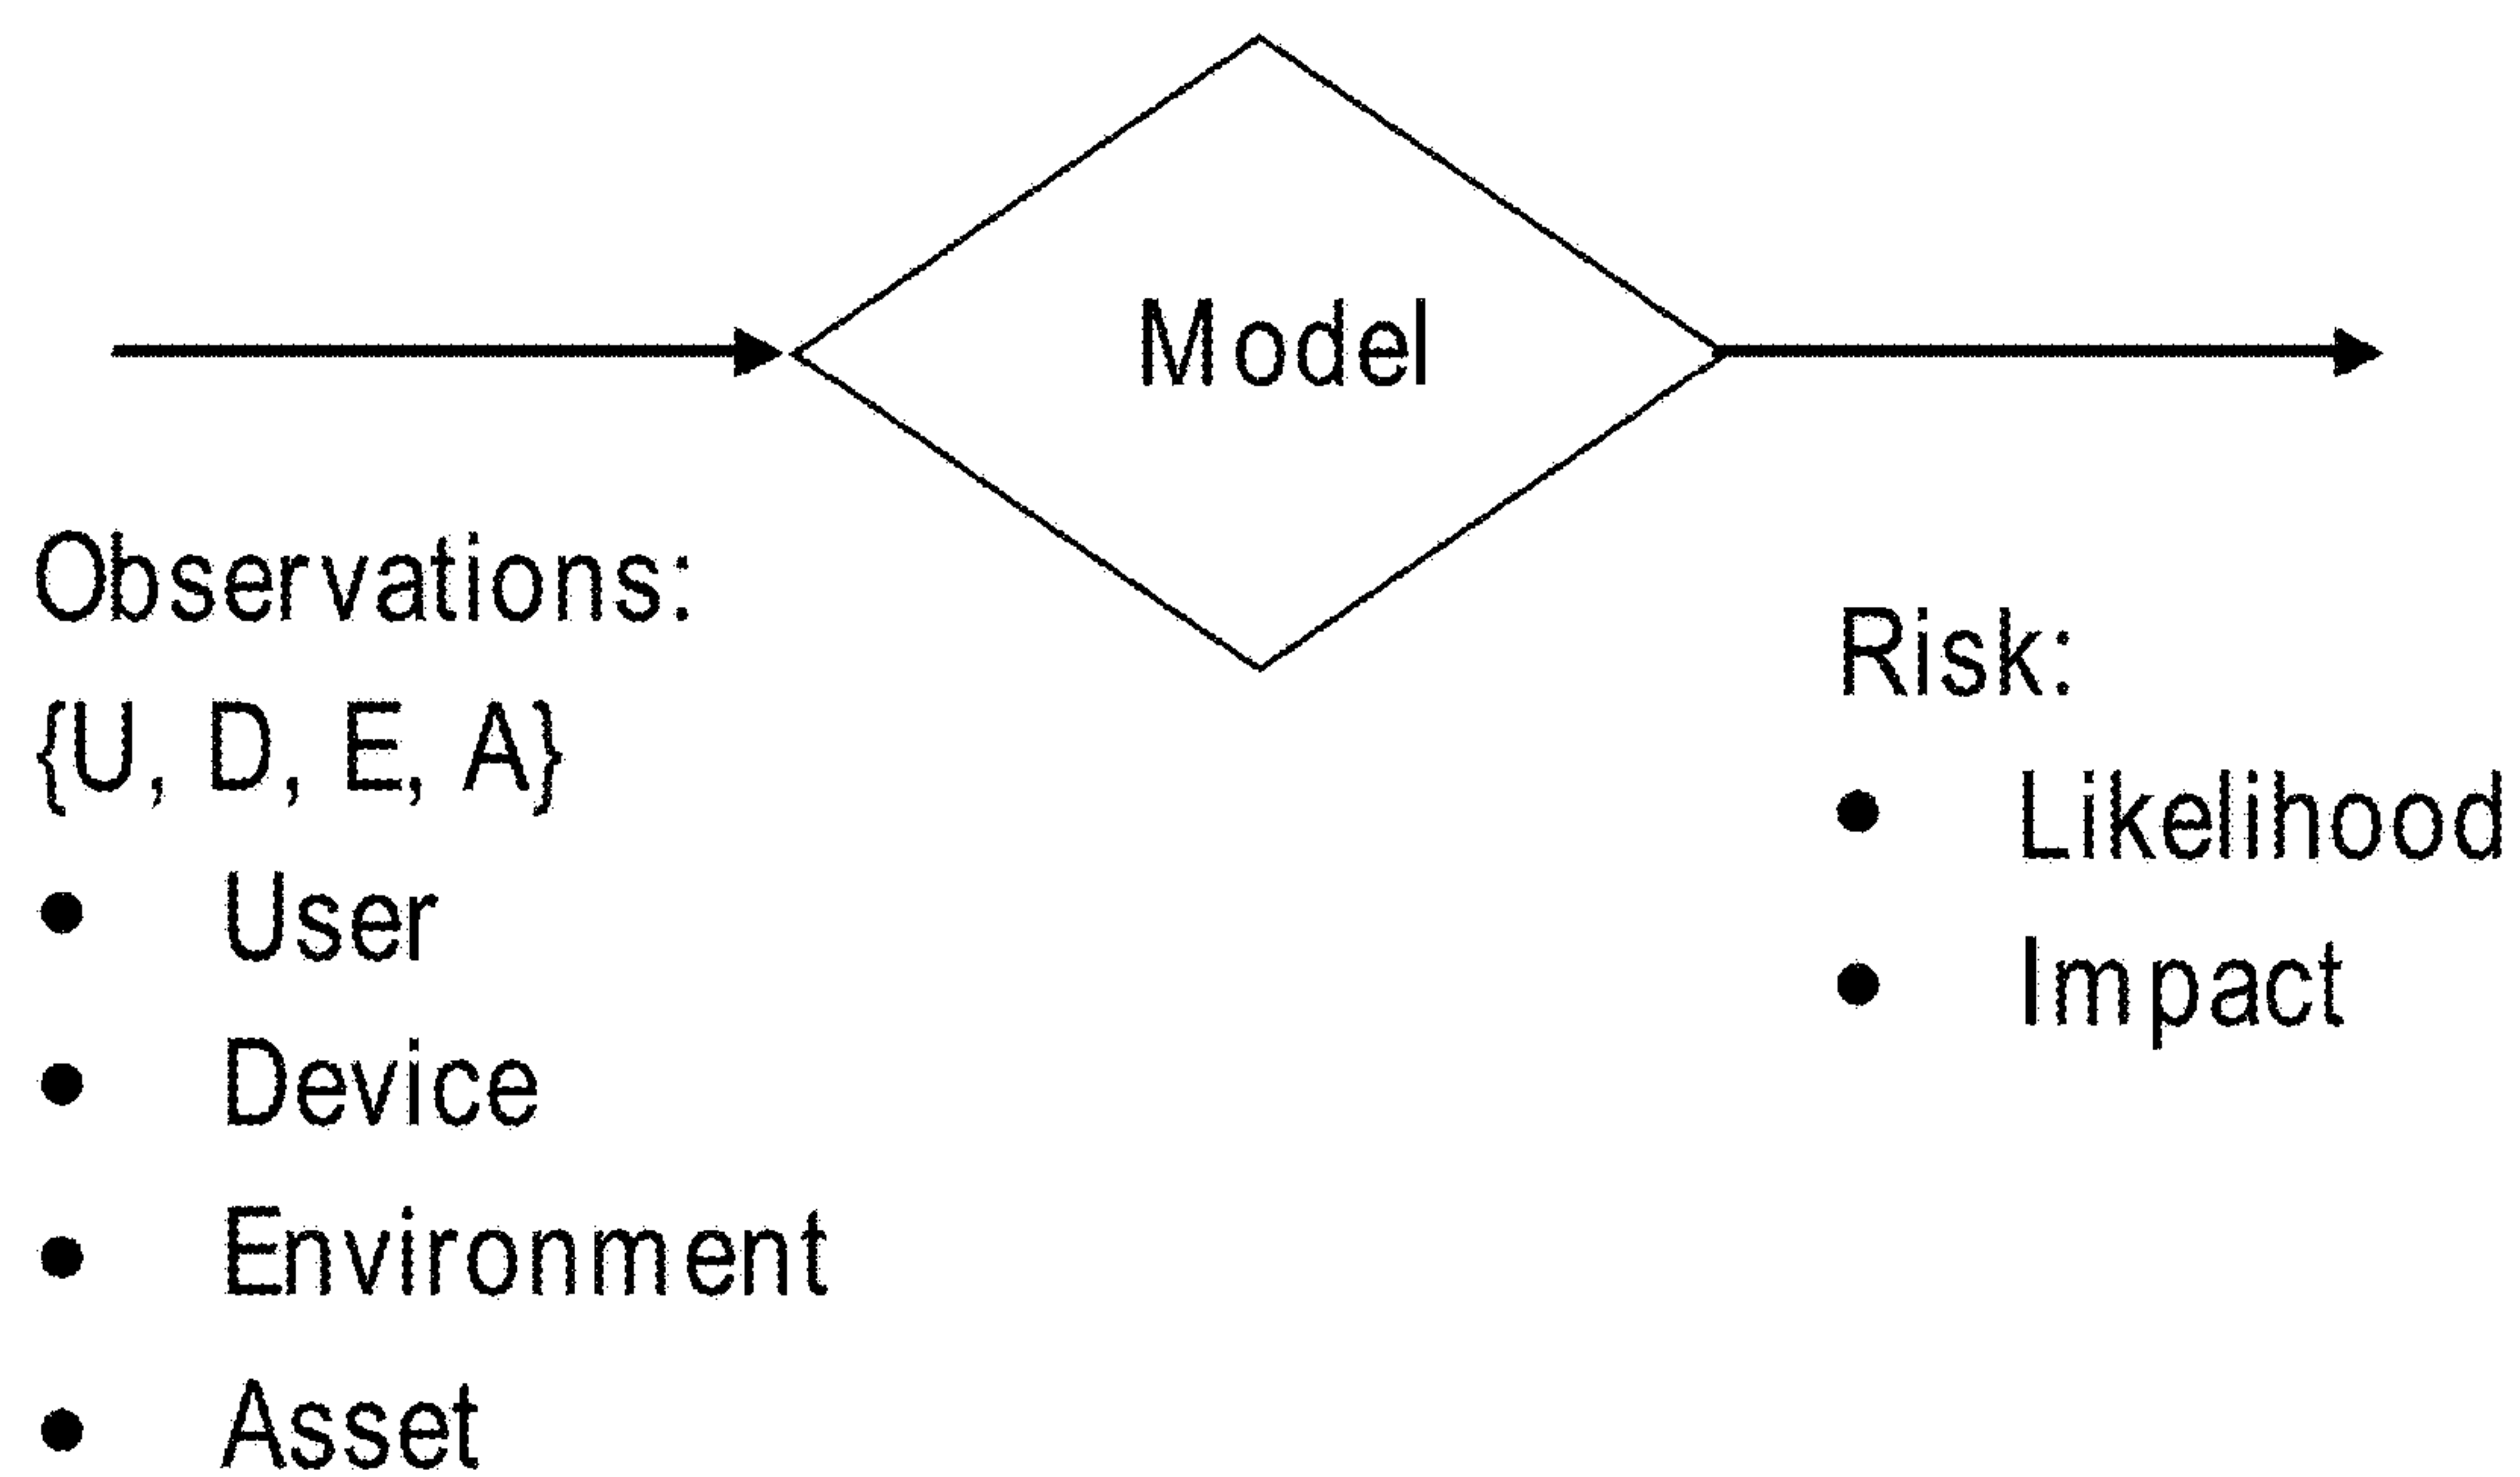 Model
Observations:
{U, D, E, A}
• User
• Device
• Environment
• Asset
Risk:
• Likelihood
• Impact